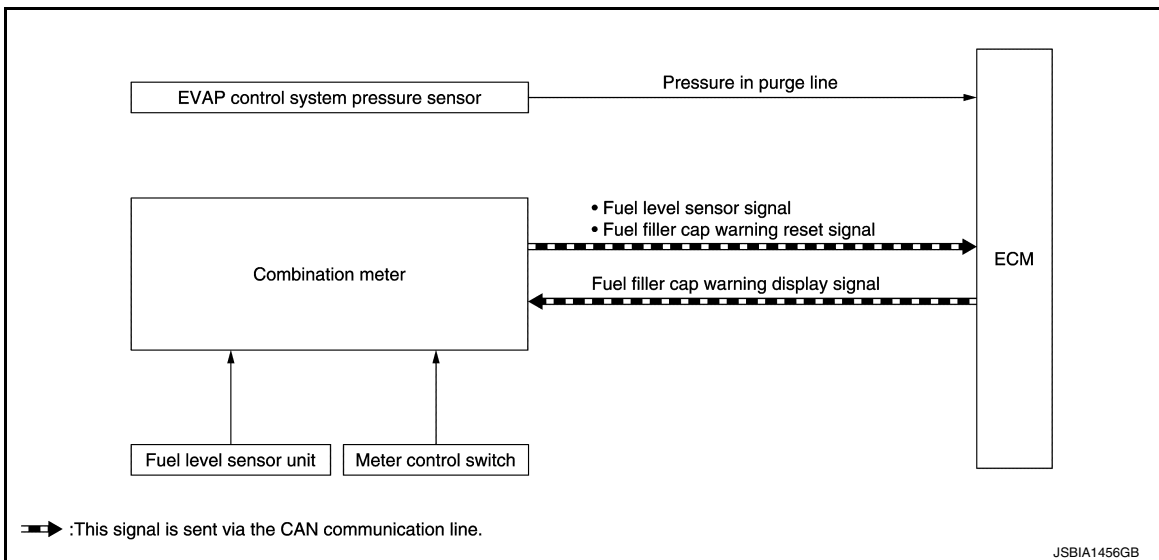 EVAP control system pressure sensor
Pressure in purge line
• Fuel level sensor signal
• Fuel filler cap warning reset signal
Combination meter
ECM
Fuel filler cap warning display signal
Fuel level sensor unit
Meter control switch
:This signal is sent via the CAN communication line.
JSBIA1456GB